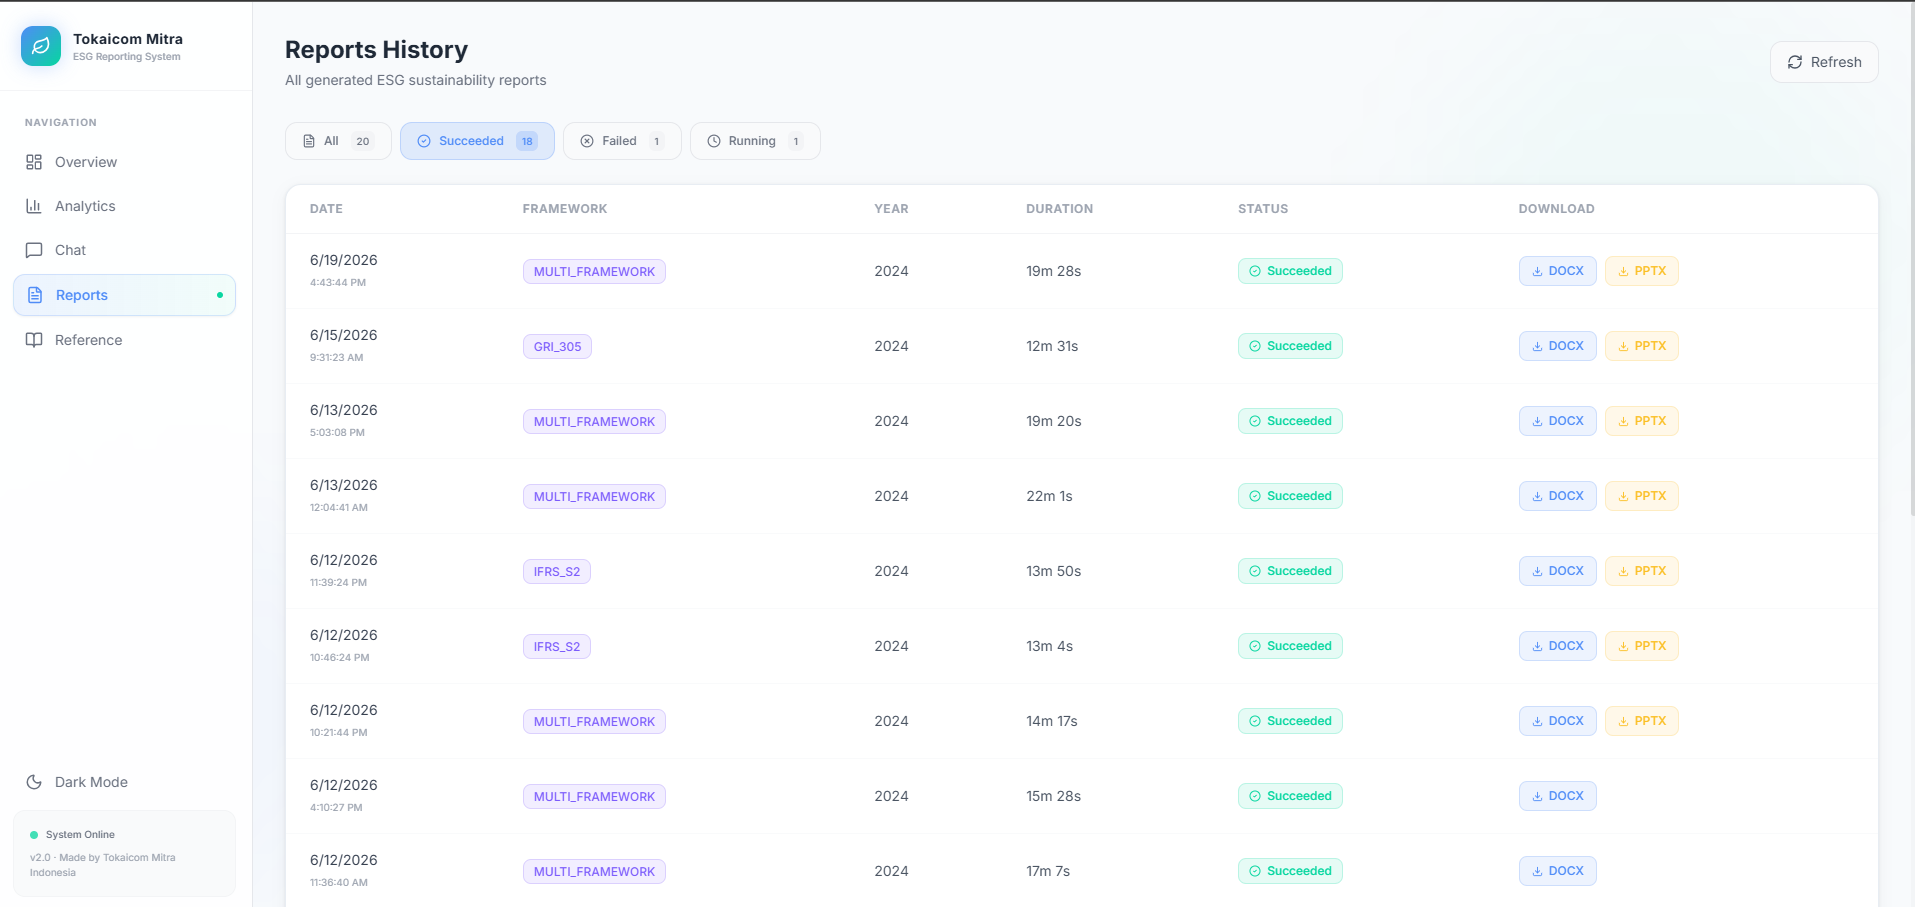 Tokaicom Mitra
ESG Reporting System
NAVIGATION
Overview
Analytics
Chat
Reports
Reference
Dark Mode
System Online
v2.0 · Made by Tokaicom Mitra
Indonesia
Reports History
All generated ESG sustainability reports
Refresh
All 20
Succeeded 18
Failed 1
Running 1
DATE FRAMEWORK YEAR DURATION STATUS DOWNLOAD
6/19/2026
4:43:44 PM
MULTI_FRAMEWORK 2024 19m 28s Succeeded DOCX PPTX
6/15/2026
9:31:23 AM
GRI_305 2024 12m 31s Succeeded DOCX PPTX
6/13/2026
5:03:08 PM
MULTI_FRAMEWORK 2024 19m 20s Succeeded DOCX PPTX
6/13/2026
12:04:41 AM
MULTI_FRAMEWORK 2024 22m 1s Succeeded DOCX PPTX
6/12/2026
11:39:24 PM
IFRS_S2 2024 13m 50s Succeeded DOCX PPTX
6/12/2026
10:46:24 PM
IFRS_S2 2024 13m 4s Succeeded DOCX PPTX
6/12/2026
10:21:44 PM
MULTI_FRAMEWORK 2024 14m 17s Succeeded DOCX PPTX
6/12/2026
4:10:27 PM
MULTI_FRAMEWORK 2024 15m 28s Succeeded DOCX
6/12/2026
11:36:40 AM
MULTI_FRAMEWORK 2024 17m 7s Succeeded DOCX